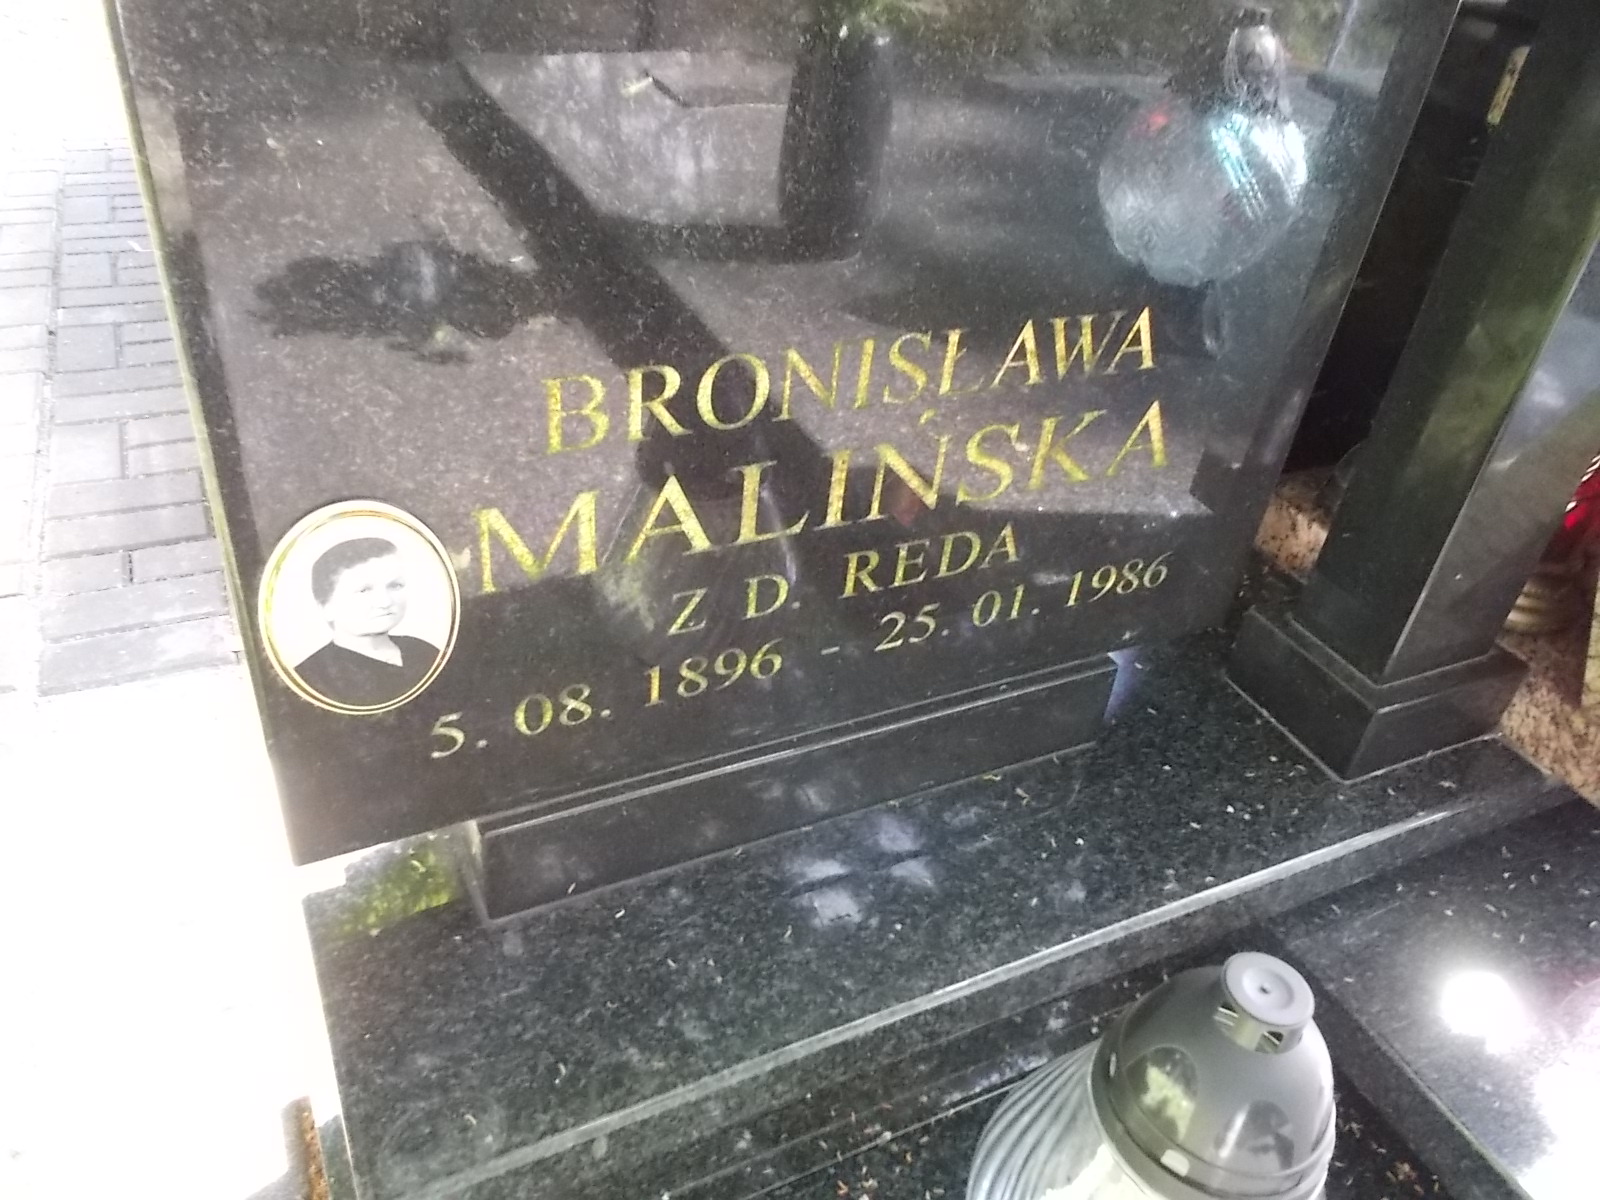 BRONISŁAWA
MALIŃSKA
Z D. REDA
5. 08. 1896 - 25. 01. 1986